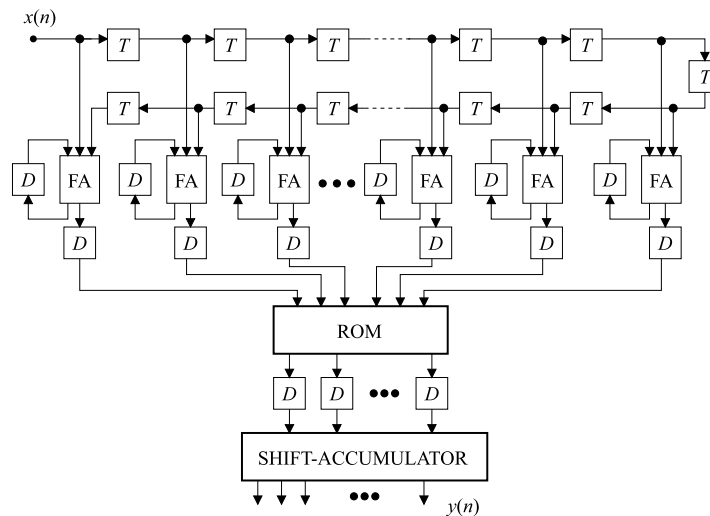 x(n)
T T T T T
T
T T T T T
D FA D FA D FA D FA D FA D FA
D D D D D D
ROM
D D D
SHIFT-ACCUMULATOR
y(n)